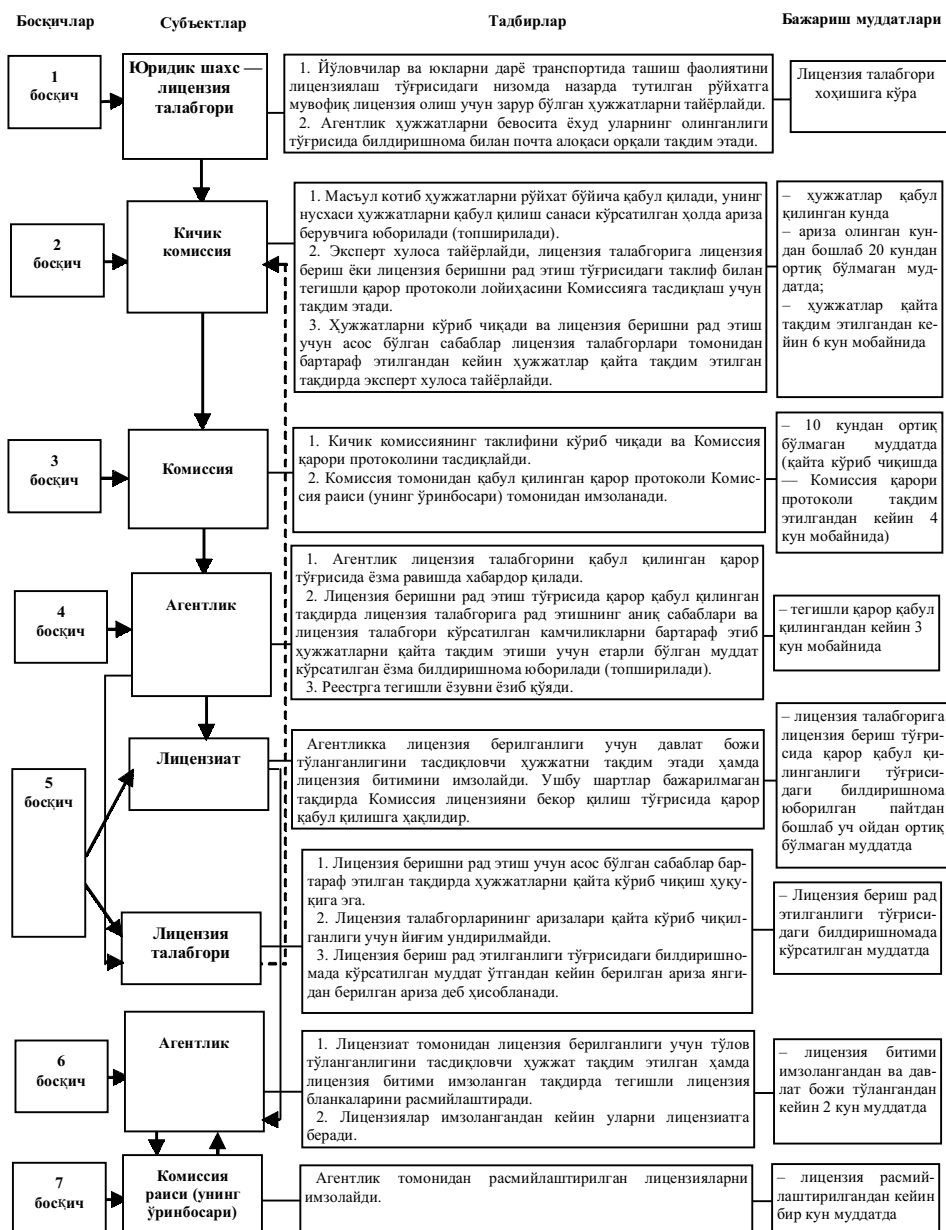 Босқичлар Субъектлар Тадбирлар Бажариш муддатлари
1
босқич
Юридик шахс —
лицензия
талабгори
1. Йўловчилар ва юкларни дарё транспортида ташиш фаолиятини
лицензиялаш тўғрисидаги низомда назарда тутилган рўйхатга
мувофиқ лицензия олиш учун зарур бўлган ҳужжатларни тайёрлайди.
2. Агентлик ҳужжатларни бевосита ёхуд уларнинг олинганлиги
тўғрисида билдиришнома билан почта алоқаси орқали тақдим этади.
Лицензия талабгори
хоҳишига кўра
2
босқич
Кичик
комиссия
1. Масъул котиб ҳужжатларни рўйхат бўйича қабул қилади, унинг
нусхаси ҳужжатларни қабул қилиш санаси кўрсатилган ҳолда ариза
берувчига юборилади (топширилади).
2. Эксперт хулоса тайёрлайди, лицензия талабгорига лицензия
бериш ёки лицензия беришни рад этиш тўғрисидаги таклиф билан
тегишли қарор протоколи лойиҳасини Комиссияга тасдиқлаш учун
тақдим этади.
3. Ҳужжатларни кўриб чиқади ва лицензия беришни рад этиш
учун асос бўлган сабаблар лицензия талабгорлари томонидан
бартараф этилгандан кейин ҳужжатлар қайта тақдим этилган
тақдирда эксперт хулоса тайёрлайди.
– ҳужжатлар қабул
қилинган кунда
– ариза олинган кун-
дан бошлаб 20 кундан
ортиқ бўлмаган муд-
датда;
– ҳужжатлар қайта
тақдим этилгандан ке-
йин 6 кун мобайнида
3
босқич
Комиссия
1. Кичик комиссиянинг таклифини кўриб чиқади ва Комиссия
қарори протоколини тасдиқлайди.
2. Комиссия томонидан қабул қилинган қарор протоколи Комис-
сия раиси (унинг ўринбосари) томонидан имзоланади.
– 10 кундан ортиқ
бўлмаган муддатда
(қайта кўриб чиқишда
— Комиссия қарори
протоколи тақдим
этилгандан кейин 4
кун мобайнида)
4
босқич
Агентлик
1. Агентлик лицензия талабгорини қабул қилинган қарор
тўғрисида ёзма равишда хабардор қилади.
2. Лицензия беришни рад этиш тўғрисида қарор қабул қилинган
тақдирда лицензия талабгорига рад этишнинг аниқ сабаблари ва
лицензия талабгори кўрсатилган камчиликларни бартараф этиб
ҳужжатларни қайта тақдим этиши учун етарли бўлган муддат
кўрсатилган ёзма билдиришнома юборилади (топширилади).
3. Реестрга тегишли ёзувни ёзиб қўяди.
– тегишли қарор қабул
қилингандан кейин 3
кун мобайнида
5
босқич
Лицензиат
Агентликка лицензия берилганлиги учун давлат божи
тўланганлигини тасдиқловчи ҳужжатни тақдим этади ҳамда
лицензия битимини имзолайди. Ушбу шартлар бажарилмаган
тақдирда Комиссия лицензияни бекор қилиш тўғрисида қарор
қабул қилишга ҳақлидир.
– лицензия талабгорига
лицензия бериш тўғри-
сида қарор қабул қи-
линганлиги тўғриси-
даги билдиришнома
юборилган пайтдан
бошлаб уч ойдан ортиқ
бўлмаган муддатда
Лицензия
талабгори
1. Лицензия беришни рад этиш учун асос бўлган сабаблар бар-
тараф этилган тақдирда ҳужжатларни қайта кўриб чиқиш ҳуқу-
қига эга.
2. Лицензия талабгорларининг аризалари қайта кўриб чиқил-
ганлиги учун йиғим ундирилмайди.
3. Лицензия бериш рад этилганлиги тўғрисидаги билдиришно-
мада кўрсатилган муддат ўтгандан кейин берилган ариза янги-
дан берилган ариза деб ҳисобланади.
– Лицензия бериш рад
этилганлиги тўғриси-
даги билдиришномада
кўрсатилган муддатда
6
босқич
Агентлик
1. Лицензиат томонидан лицензия берилганлиги учун тўлов
тўланганлигини тасдиқловчи ҳужжат тақдим этилган ҳамда
лицензия битими имзоланган тақдирда тегишли лицензия
бланкаларини расмийлаштиради.
2. Лицензиялар имзолангандан кейин уларни лицензиатга
беради.
– лицензия битими
имзолангандан ва дав-
лат божи тўлангандан
кейин 2 кун муддатда
7
босқич
Комиссия
раиси (унинг
ўринбосари)
Агентлик томонидан расмийлаштирилган лицензияларни
имзолайди.
– лицензия расмий-
лаштирилгандан кейин
бир кун муддатда